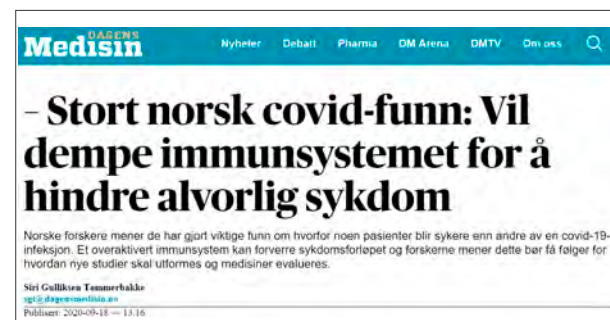 DAGENS
Medisin
Nyheter Debatt Pharma DM Arena DMTV Om oss
– Stort norsk covid-funn: Vil
dempe immunsystemet for å
hindre alvorlig sykdom
Norske forskere mener de har gjort viktige funn om hvorfor noen pasienter blir sykere enn andre av en covid-19-
infeksjon. Et overaktivert immunsystem kan forverre sykdomsforløpet og forskerne mener dette bør få følger for
hvordan nye studier skal utformes og medisiner evalueres.
Siri Gulliksen Tømmerbakke
sgt@dagensmedisin.no
Publisert: 2020-09-18 — 13.16